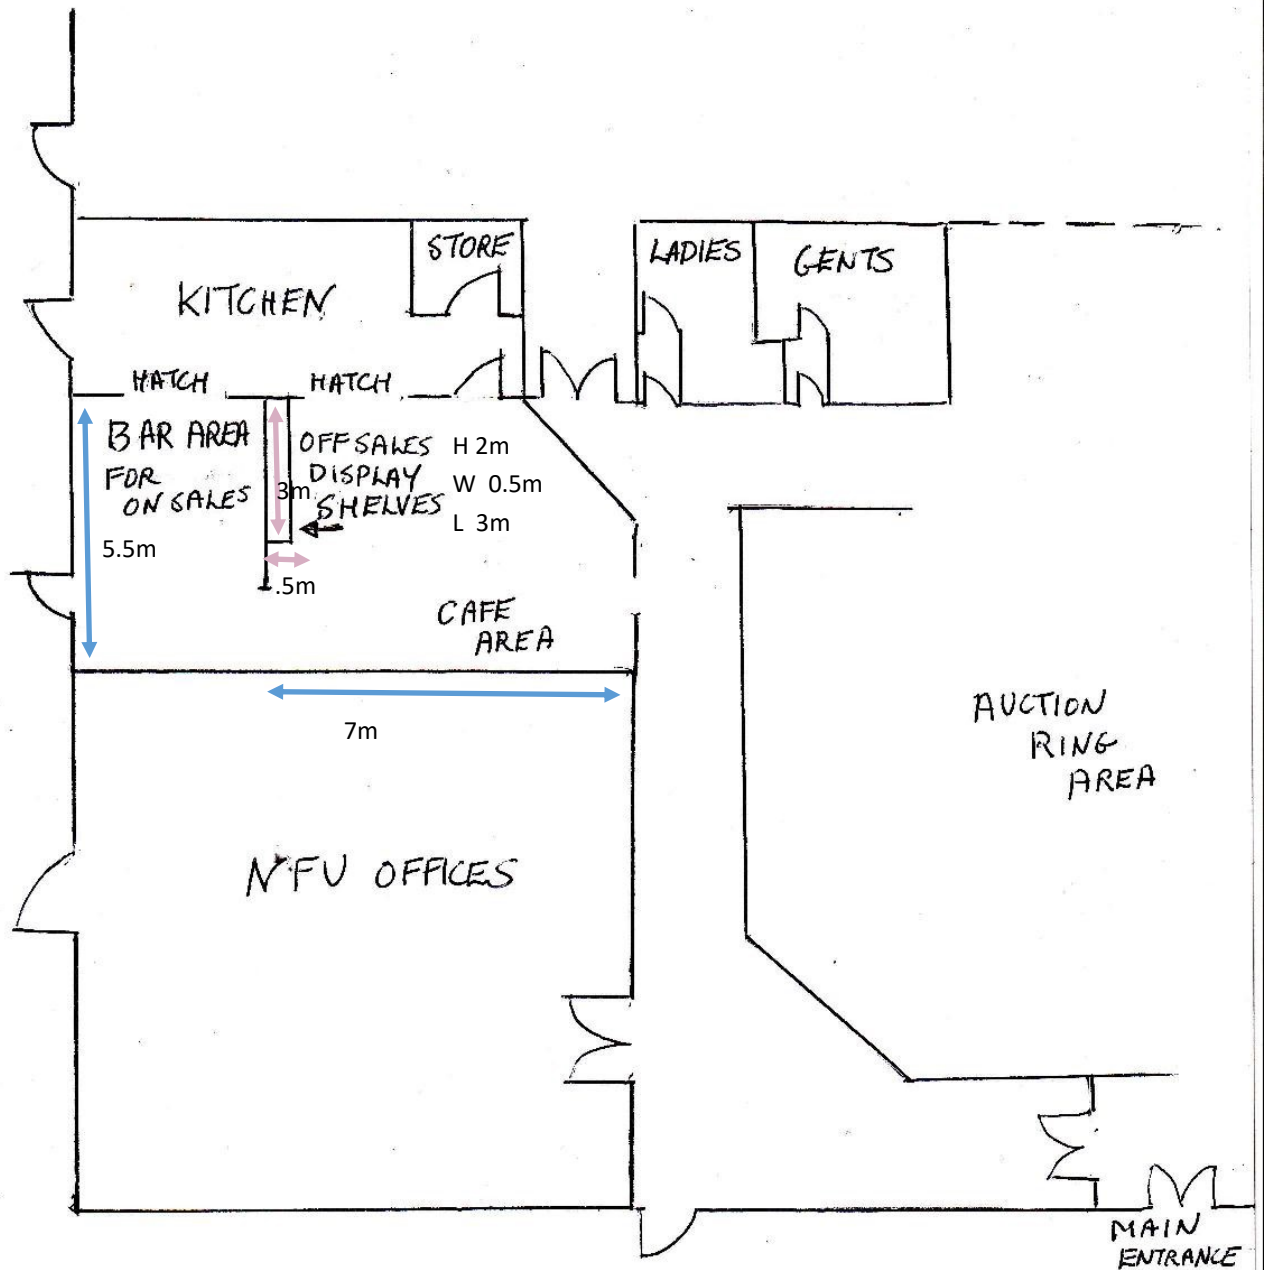 STORE
LADIES
GENTS
KITCHEN
HATCH
HATCH
BAR AREA
FOR
ON SALES
OFF SALES
DISPLAY
SHELVES
H 2m
W 0.5m
L 3m
3m
5.5m
.5m
CAFE
AREA
7m
AUCTION
RING
AREA
NFU OFFICES
MAIN
ENTRANCE